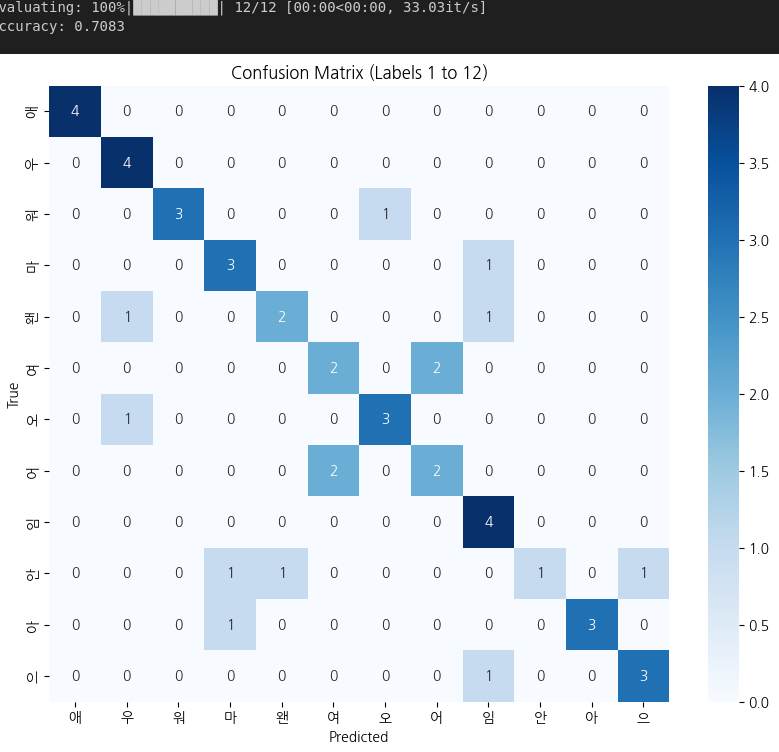 valuating: 100%|██████████| 12/12 [00:00<00:00, 33.03it/s]
ccuracy: 0.7083
Confusion Matrix (Labels 1 to 12)
애 4 0 0 0 0 0 0 0 0 0 0 0
우 0 4 0 0 0 0 0 0 0 0 0 0
워 0 0 3 0 0 0 1 0 0 0 0 0
마 0 0 0 3 0 0 0 0 1 0 0 0
왠 0 1 0 0 2 0 0 0 1 0 0 0
여 0 0 0 0 0 2 0 2 0 0 0 0
오 0 1 0 0 0 0 3 0 0 0 0 0
어 0 0 0 0 0 2 0 2 0 0 0 0
임 0 0 0 0 0 0 0 0 4 0 0 0
안 0 0 0 1 1 0 0 0 0 1 0 1
아 0 0 0 1 0 0 0 0 0 0 3 0
으 0 0 0 0 0 0 0 0 1 0 0 3
True
애 우 워 마 왠 여 오 어 임 안 아 으
Predicted
4.0
3.5
3.0
2.5
2.0
1.5
1.0
0.5
0.0